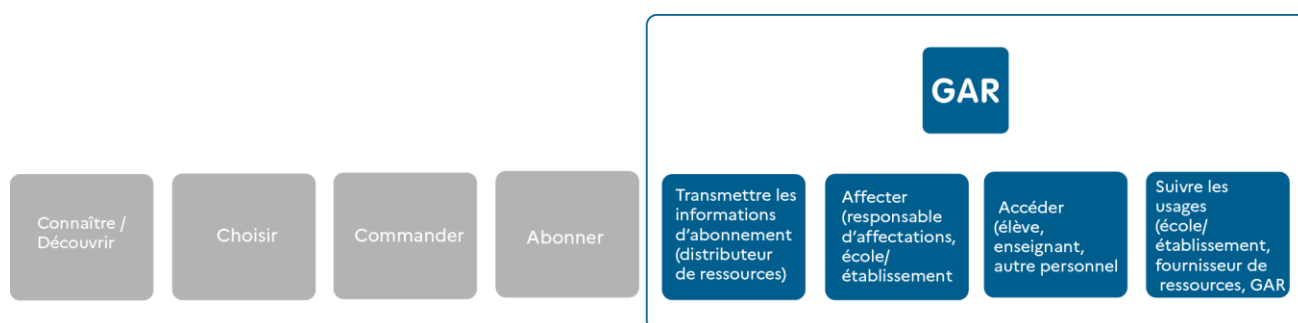 GAR
Connaître /
Découvrir
Choisir
Commander
Abonner
Transmettre les
informations
d'abonnement
(distributeur
de ressources)
Affecter
(responsable
d'affectations,
école/
établissement
Accéder
(élève,
enseignant,
autre personnel
Suivre les
usages
(école/
établissement,
fournisseur de
ressources, GAR